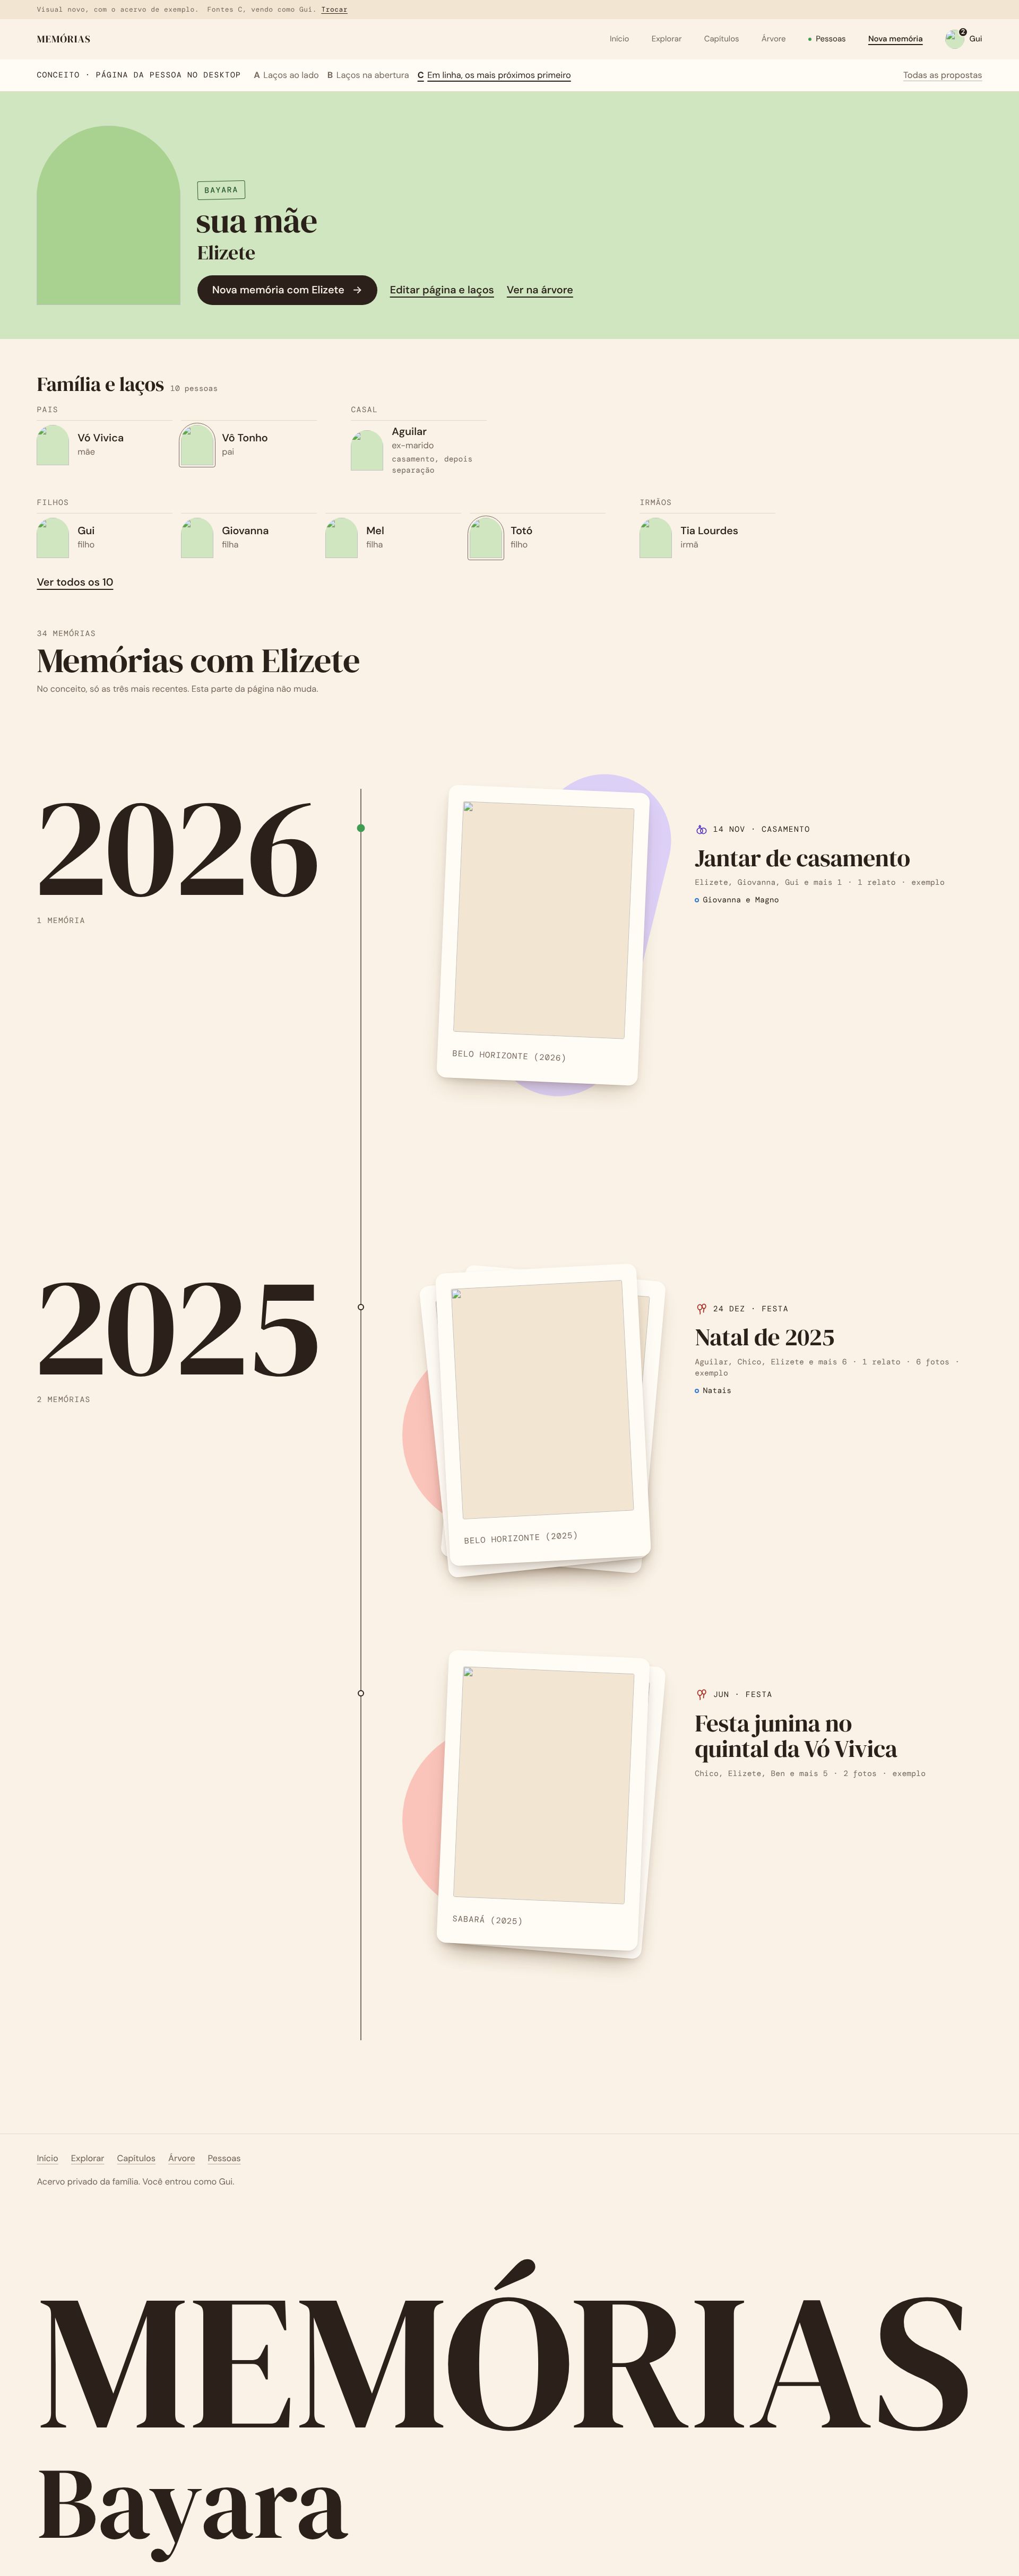 Visual novo, com o acervo de exemplo. Fontes C, vendo como Gui. Trocar
MEMÓRIAS
Início Explorar Capítulos Árvore Pessoas Nova memória 2 Gui
CONCEITO · PÁGINA DA PESSOA NO DESKTOP A Laços ao lado B Laços na abertura C Em linha, os mais próximos primeiro Todas as propostas
BAYARA
sua mãe
Elizete
Nova memória com Elizete → Editar página e laços Ver na árvore
Família e laços 10 pessoas
PAIS
Vó Vivica
mãe
Vô Tonho
pai
CASAL
Aguilar
ex-marido
casamento, depois
separação
FILHOS
Gui
filho
Giovanna
filha
Mel
filha
Totó
filho
IRMÃOS
Tia Lourdes
irmã
Ver todos os 10
34 MEMÓRIAS
Memórias com Elizete
No conceito, só as três mais recentes. Esta parte da página não muda.
2026
1 MEMÓRIA
BELO HORIZONTE (2026)
14 NOV · CASAMENTO
Jantar de casamento
Elizete, Giovanna, Gui e mais 1 · 1 relato · exemplo
Giovanna e Magno
2025
2 MEMÓRIAS
BELO HORIZONTE (2025)
24 DEZ · FESTA
Natal de 2025
Aguilar, Chico, Elizete e mais 6 · 1 relato · 6 fotos ·
exemplo
Natais
SABARÁ (2025)
JUN · FESTA
Festa junina no
quintal da Vó Vivica
Chico, Elizete, Ben e mais 5 · 2 fotos · exemplo
Início Explorar Capítulos Árvore Pessoas
Acervo privado da família. Você entrou como Gui.
MEMÓRIAS
Bayara